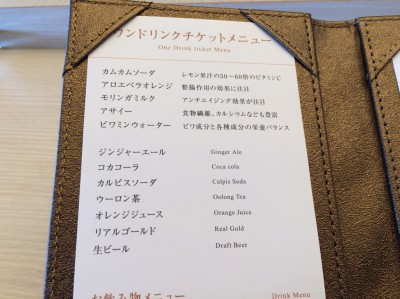 ワンドリンクチケットメニュー
One Drink ticket Menu
カムカムソーダ レモン果汁の50〜60倍のビタミンC
アロエベラオレンジ 整腸作用の効果に注目
モリンガミルク アンチエイジング効果が注目
アサイー 食物繊維、カルシウムなども豊富
ビワミンウォーター ビワ成分と各種成分の栄養バランス
ジンジャーエール Ginger Ale
コカコーラ Coca cola
カルピスソーダ Calpis Soda
ウーロン茶 Oolong Tea
オレンジジュース Orange Juice
リアルゴールド Real Gold
生ビール Draft Beer
お飲み物メニュー Drink Menu